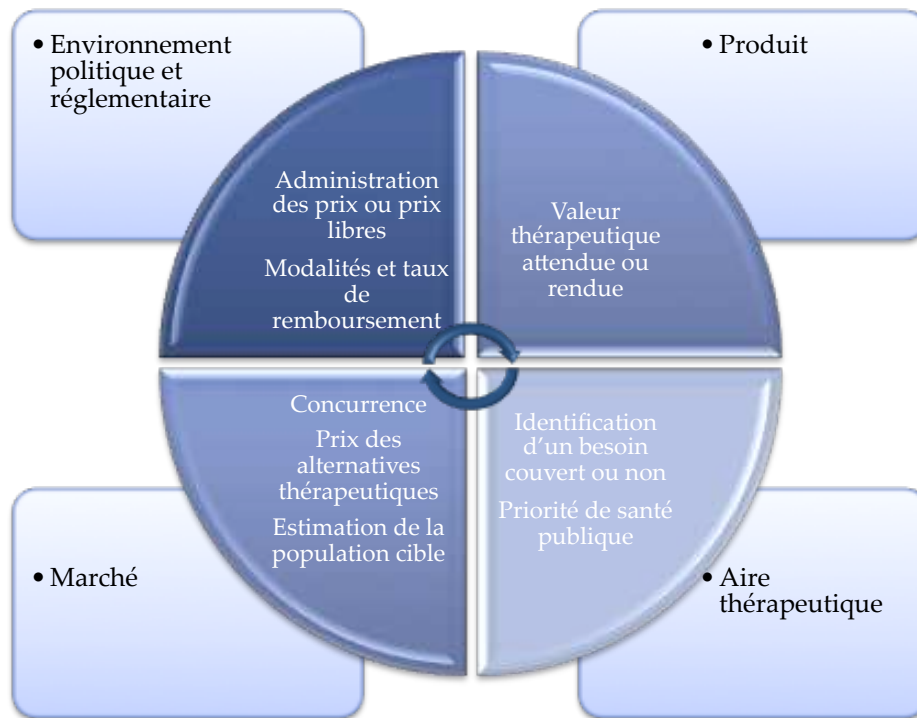 • Environnement
politique et
réglementaire
• Produit
Administration
des prix ou prix
libres
Modalités et taux
de
remboursement
Valeur
thérapeutique
attendue ou
rendue
Concurrence
Prix des
alternatives
thérapeutiques
Estimation de la
population cible
Identification
d'un besoin
couvert ou non
Priorité de santé
publique
• Marché
• Aire
thérapeutique